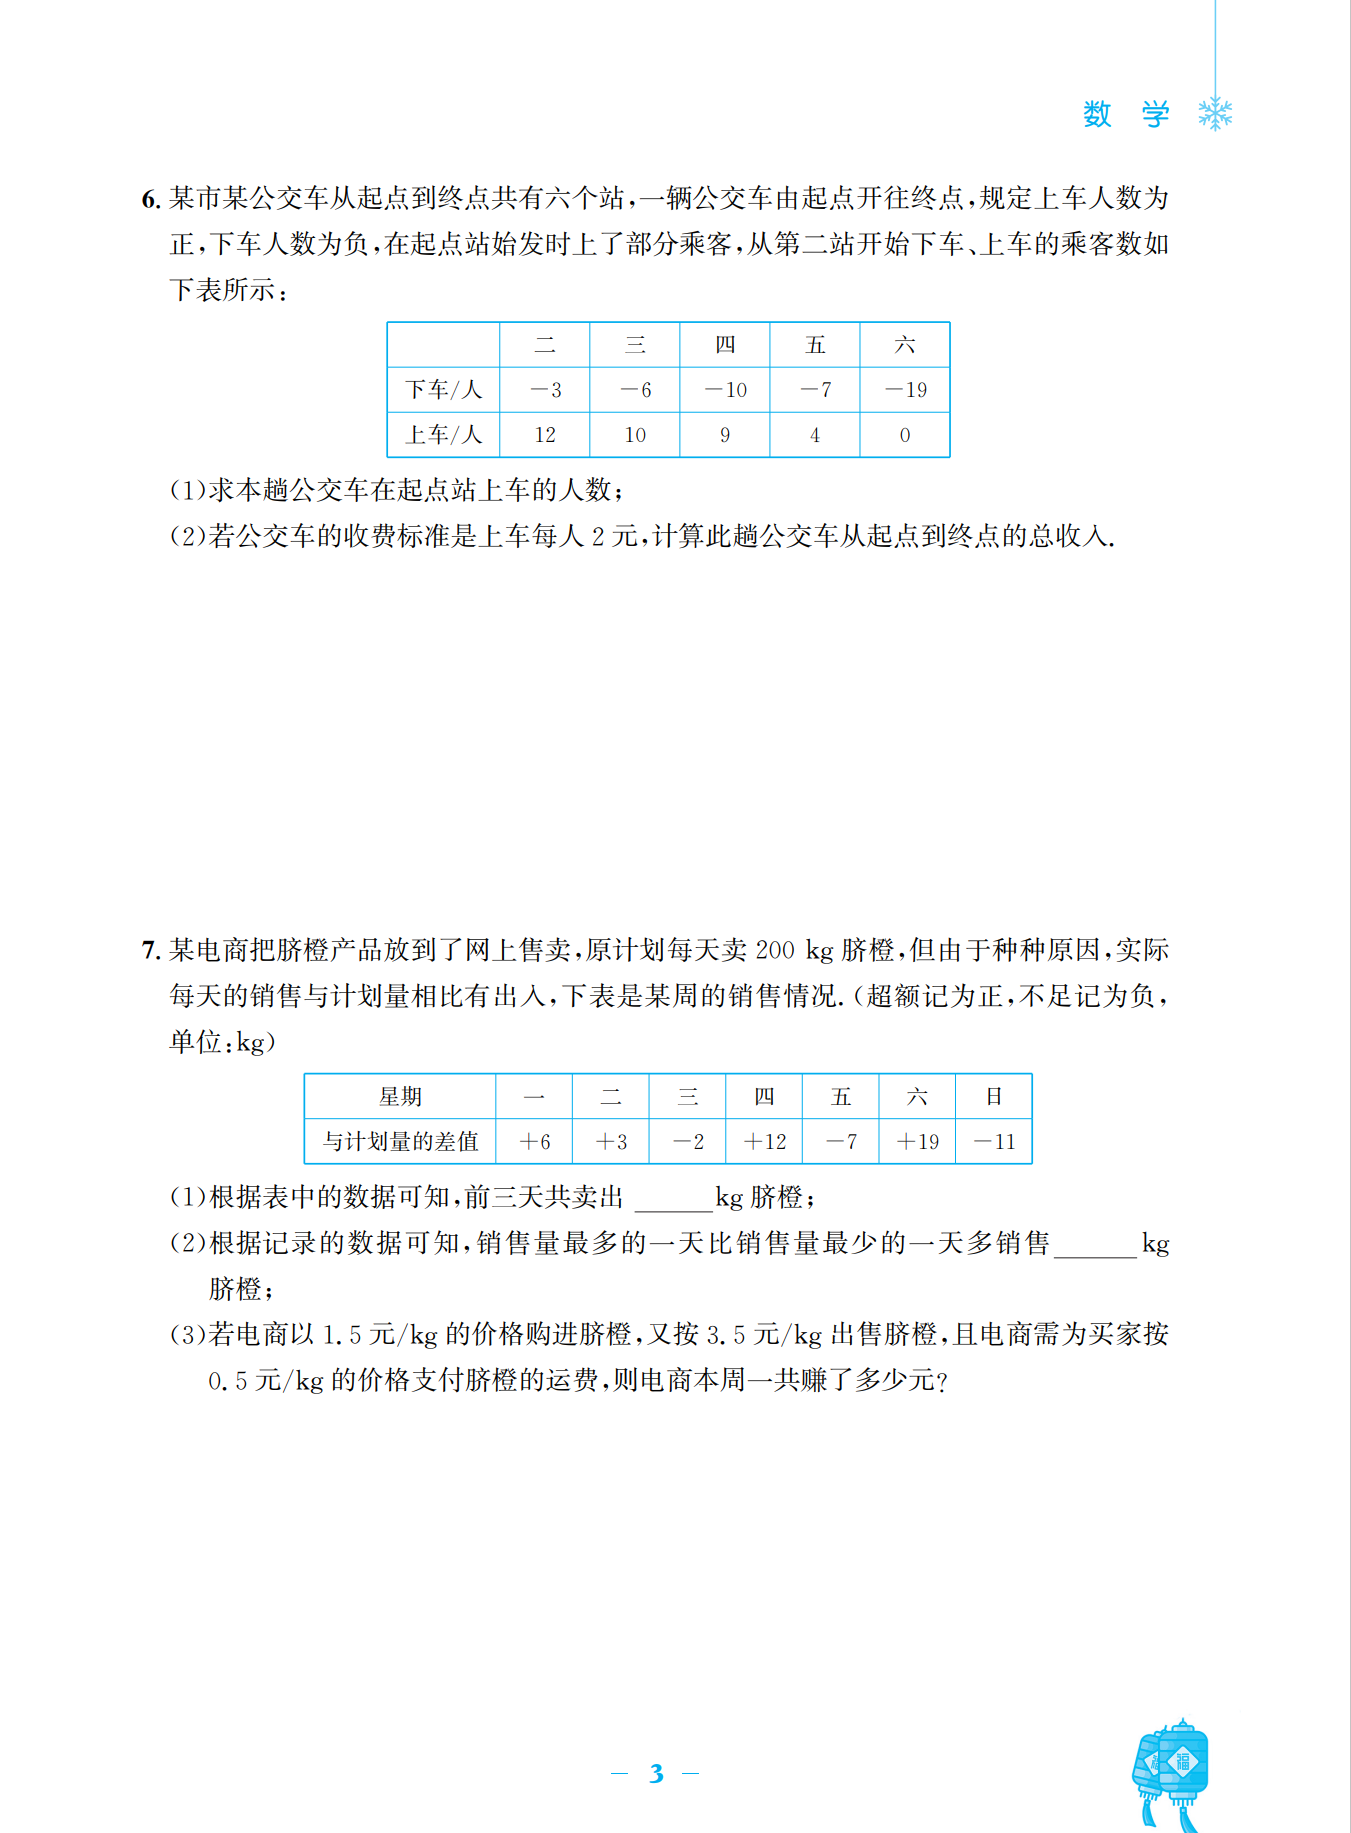 数 学
6. 某市某公交车从起点到终点共有六个站,一辆公交车由起点开往终点,规定上车人数为
正,下车人数为负,在起点站始发时上了部分乘客,从第二站开始下车、上车的乘客数如
下表所示:
二 三 四 五 六
下车/人 －3 －6 －10 －7 －19
上车/人 12 10 9 4 0
(1)求本趟公交车在起点站上车的人数;
(2)若公交车的收费标准是上车每人 2 元,计算此趟公交车从起点到终点的总收入.
7. 某电商把脐橙产品放到了网上售卖,原计划每天卖 200 kg 脐橙,但由于种种原因,实际
每天的销售与计划量相比有出入,下表是某周的销售情况.(超额记为正,不足记为负,
单位:kg)
星期 一 二 三 四 五 六 日
与计划量的差值 +6 +3 －2 +12 －7 +19 －11
(1)根据表中的数据可知,前三天共卖出 ______kg 脐橙;
(2)根据记录的数据可知,销售量最多的一天比销售量最少的一天多销售______kg
脐橙;
(3)若电商以 1.5 元/kg 的价格购进脐橙,又按 3.5 元/kg 出售脐橙,且电商需为买家按
0.5 元/kg 的价格支付脐橙的运费,则电商本周一共赚了多少元?
福 福
— 3 —